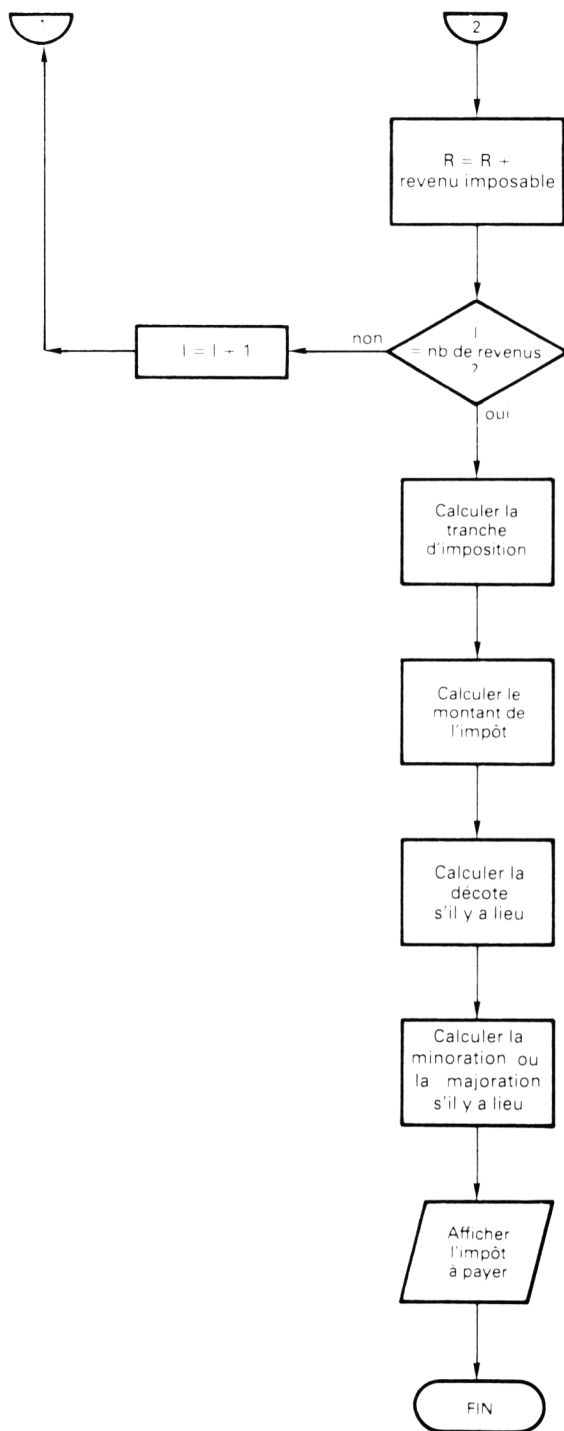 2
R = R +
revenu imposable
I
= nb de revenus
?
non
I = I + 1
oui
Calculer la
tranche
d'imposition
Calculer le
montant de
l'impôt
Calculer la
décote
s'il y a lieu
Calculer la
minoration ou
la majoration
s'il y a lieu
Afficher
l'impôt
à payer
FIN